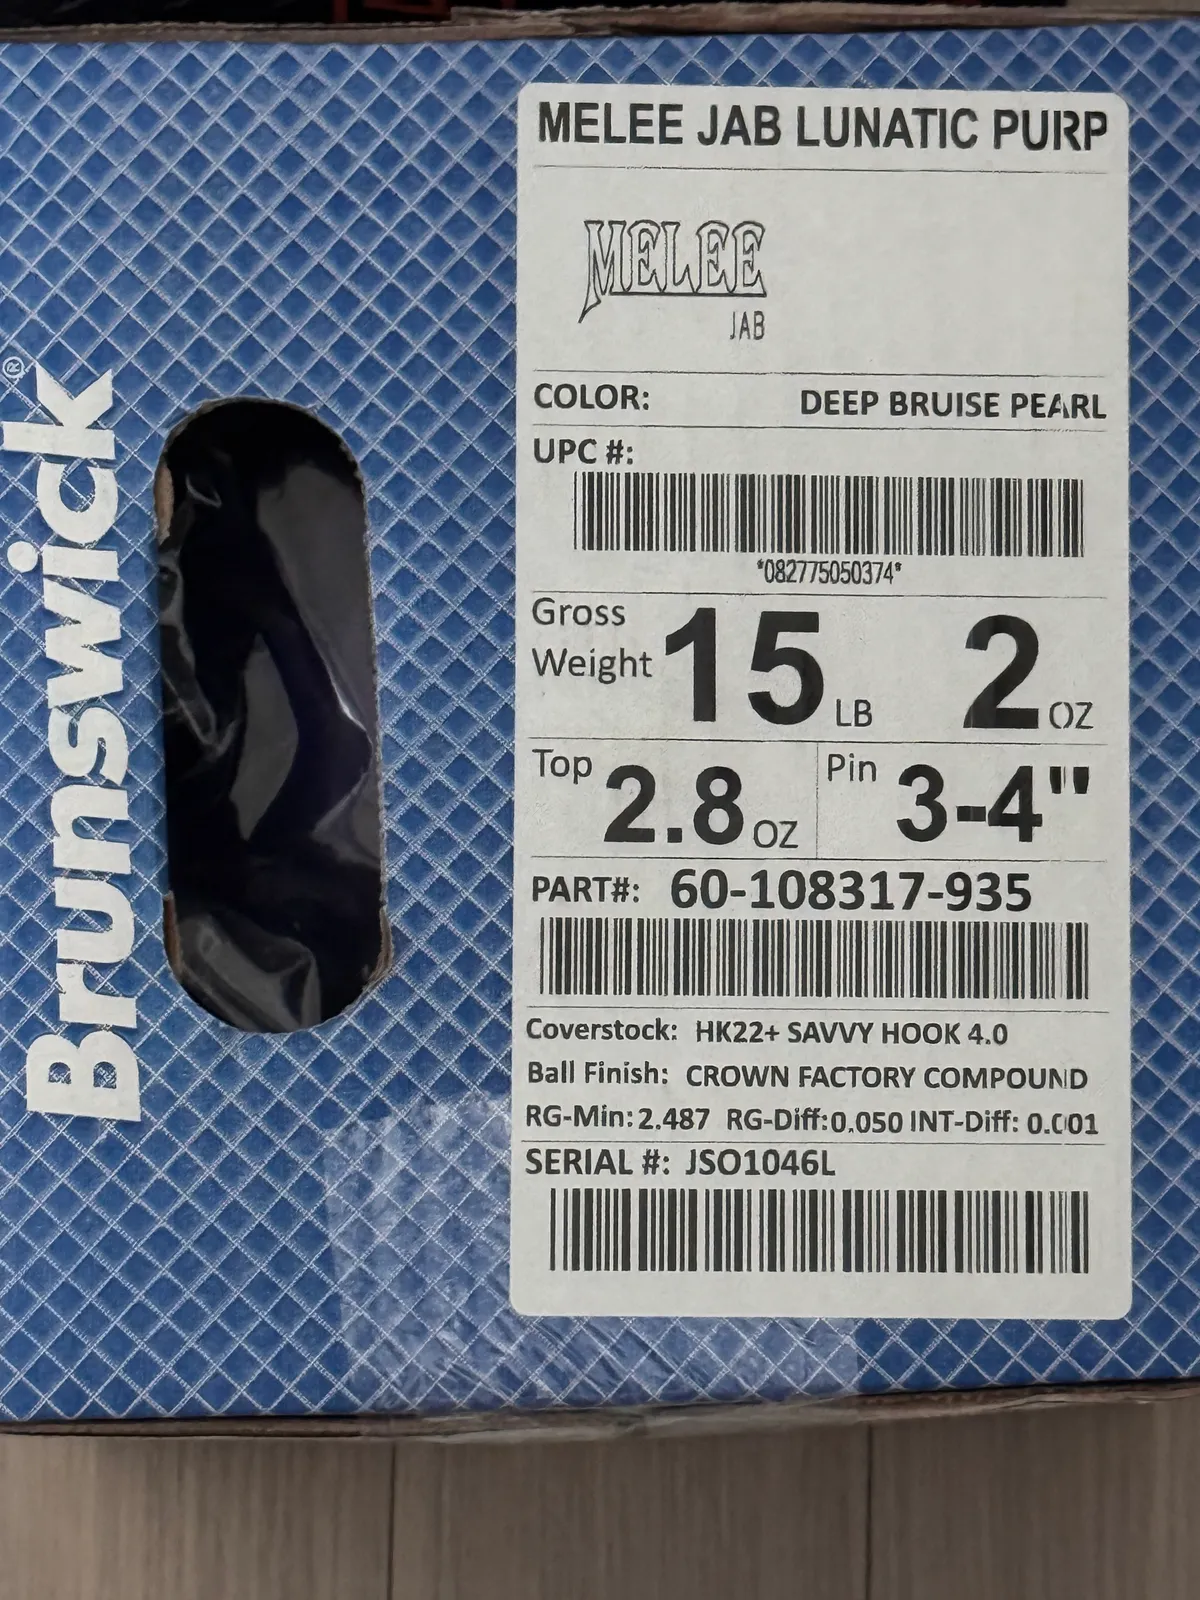 Brunswick®
MELEE JAB LUNATIC PURP
MELEE
JAB
COLOR: DEEP BRUISE PEARL
UPC #:
*082775050374*
Gross Weight 15 LB 2 OZ
Top 2.8 OZ Pin 3-4"
PART#: 60-108317-935
Coverstock: HK22+ SAVVY HOOK 4.0
Ball Finish: CROWN FACTORY COMPOUND
RG-Min: 2.487 RG-Diff:0.050 INT-Diff: 0.001
SERIAL #: JSO1046L